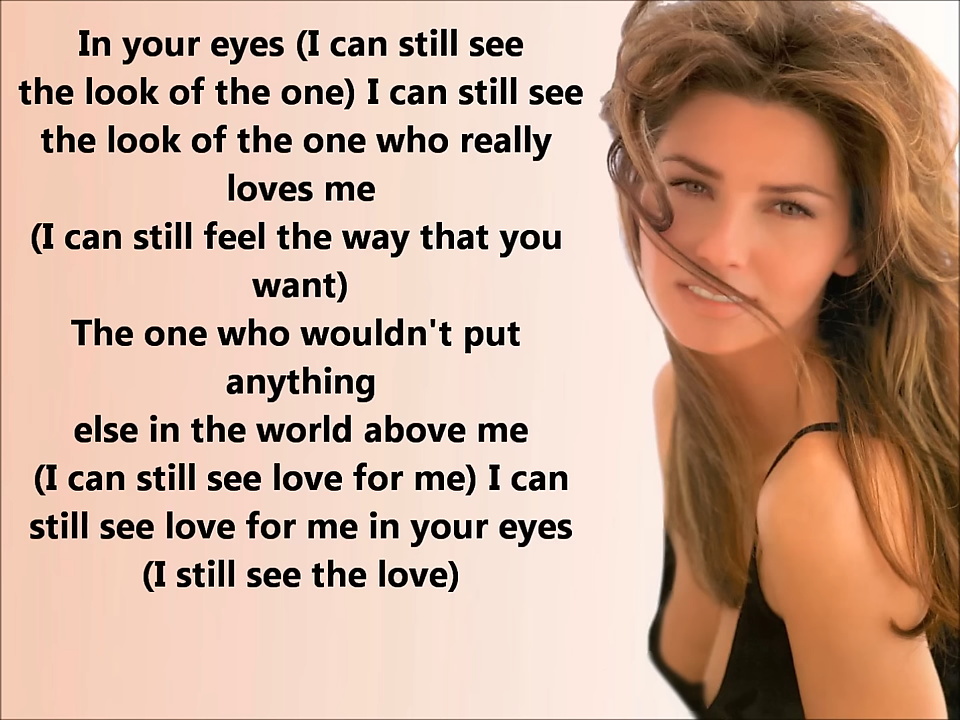 In your eyes (I can still see
the look of the one) I can still see
the look of the one who really
loves me
(I can still feel the way that you
want)
The one who wouldn't put
anything
else in the world above me
(I can still see love for me) I can
still see love for me in your eyes
(I still see the love)